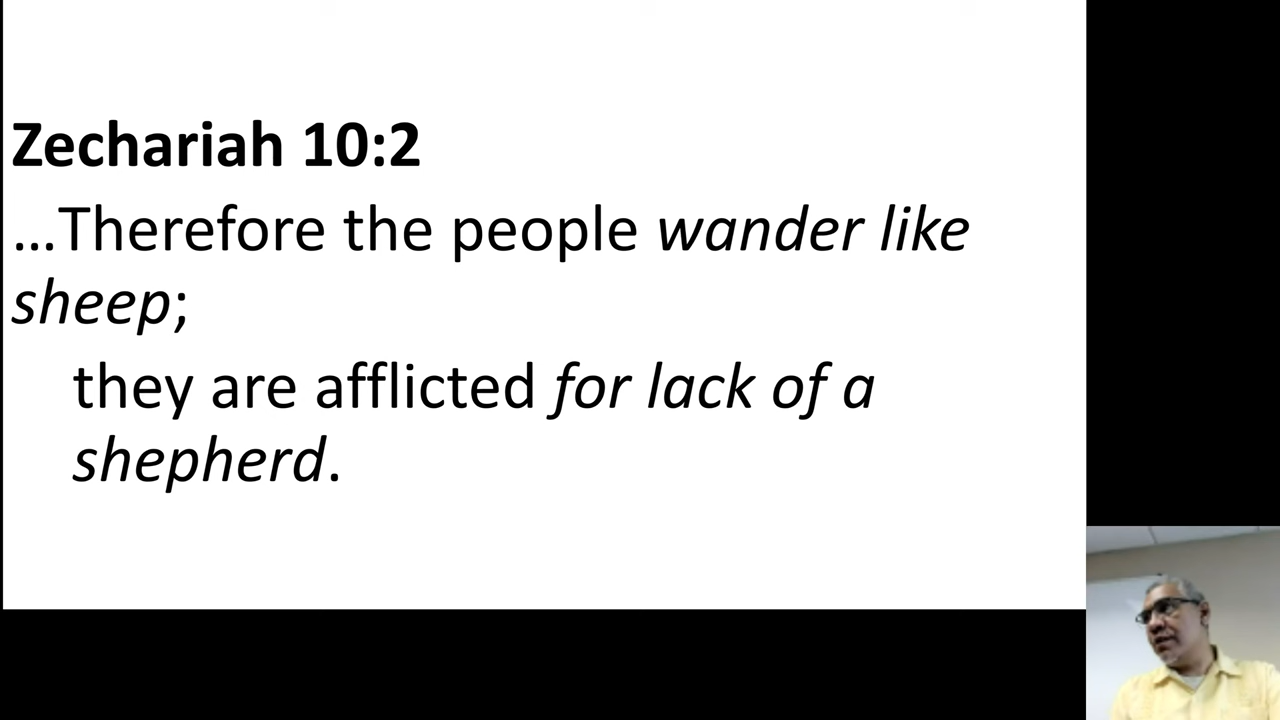 Zechariah 10:2
…Therefore the people wander like
sheep;
they are afflicted for lack of a
shepherd.